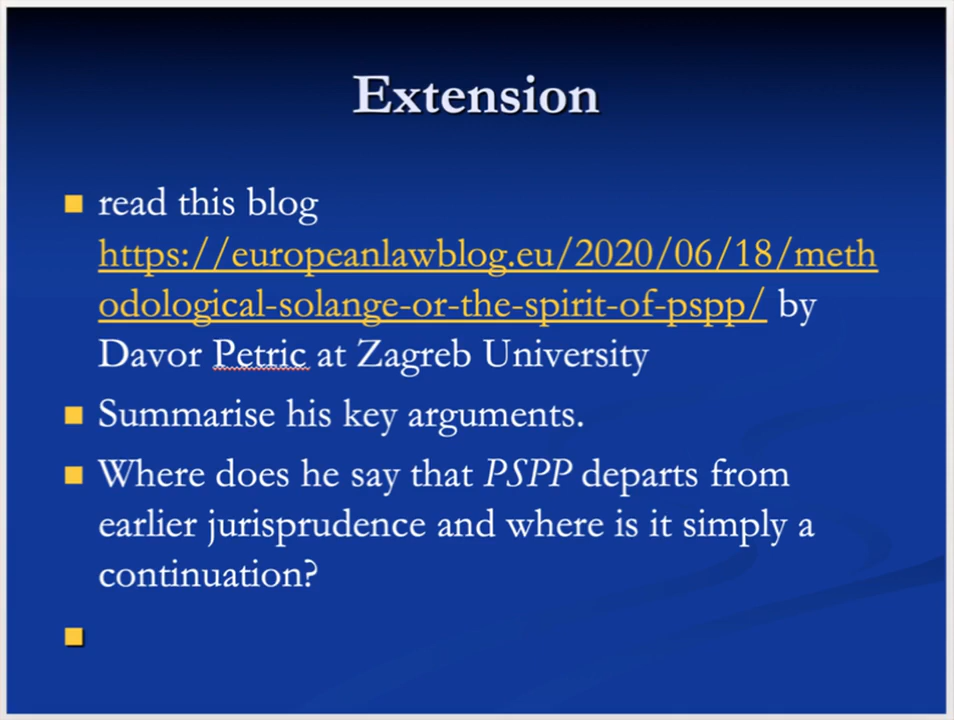 Extension
read this blog
https://europeanlawblog.eu/2020/06/18/meth
odological-solange-or-the-spirit-of-pspp/ by
Davor Petric at Zagreb University
Summarise his key arguments.
Where does he say that PSPP departs from
earlier jurisprudence and where is it simply a
continuation?